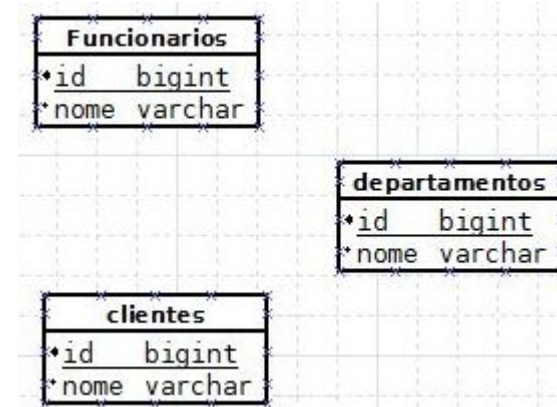 Funcionarios
id bigint
nome varchar
departamentos
id bigint
nome varchar
clientes
id bigint
nome varchar